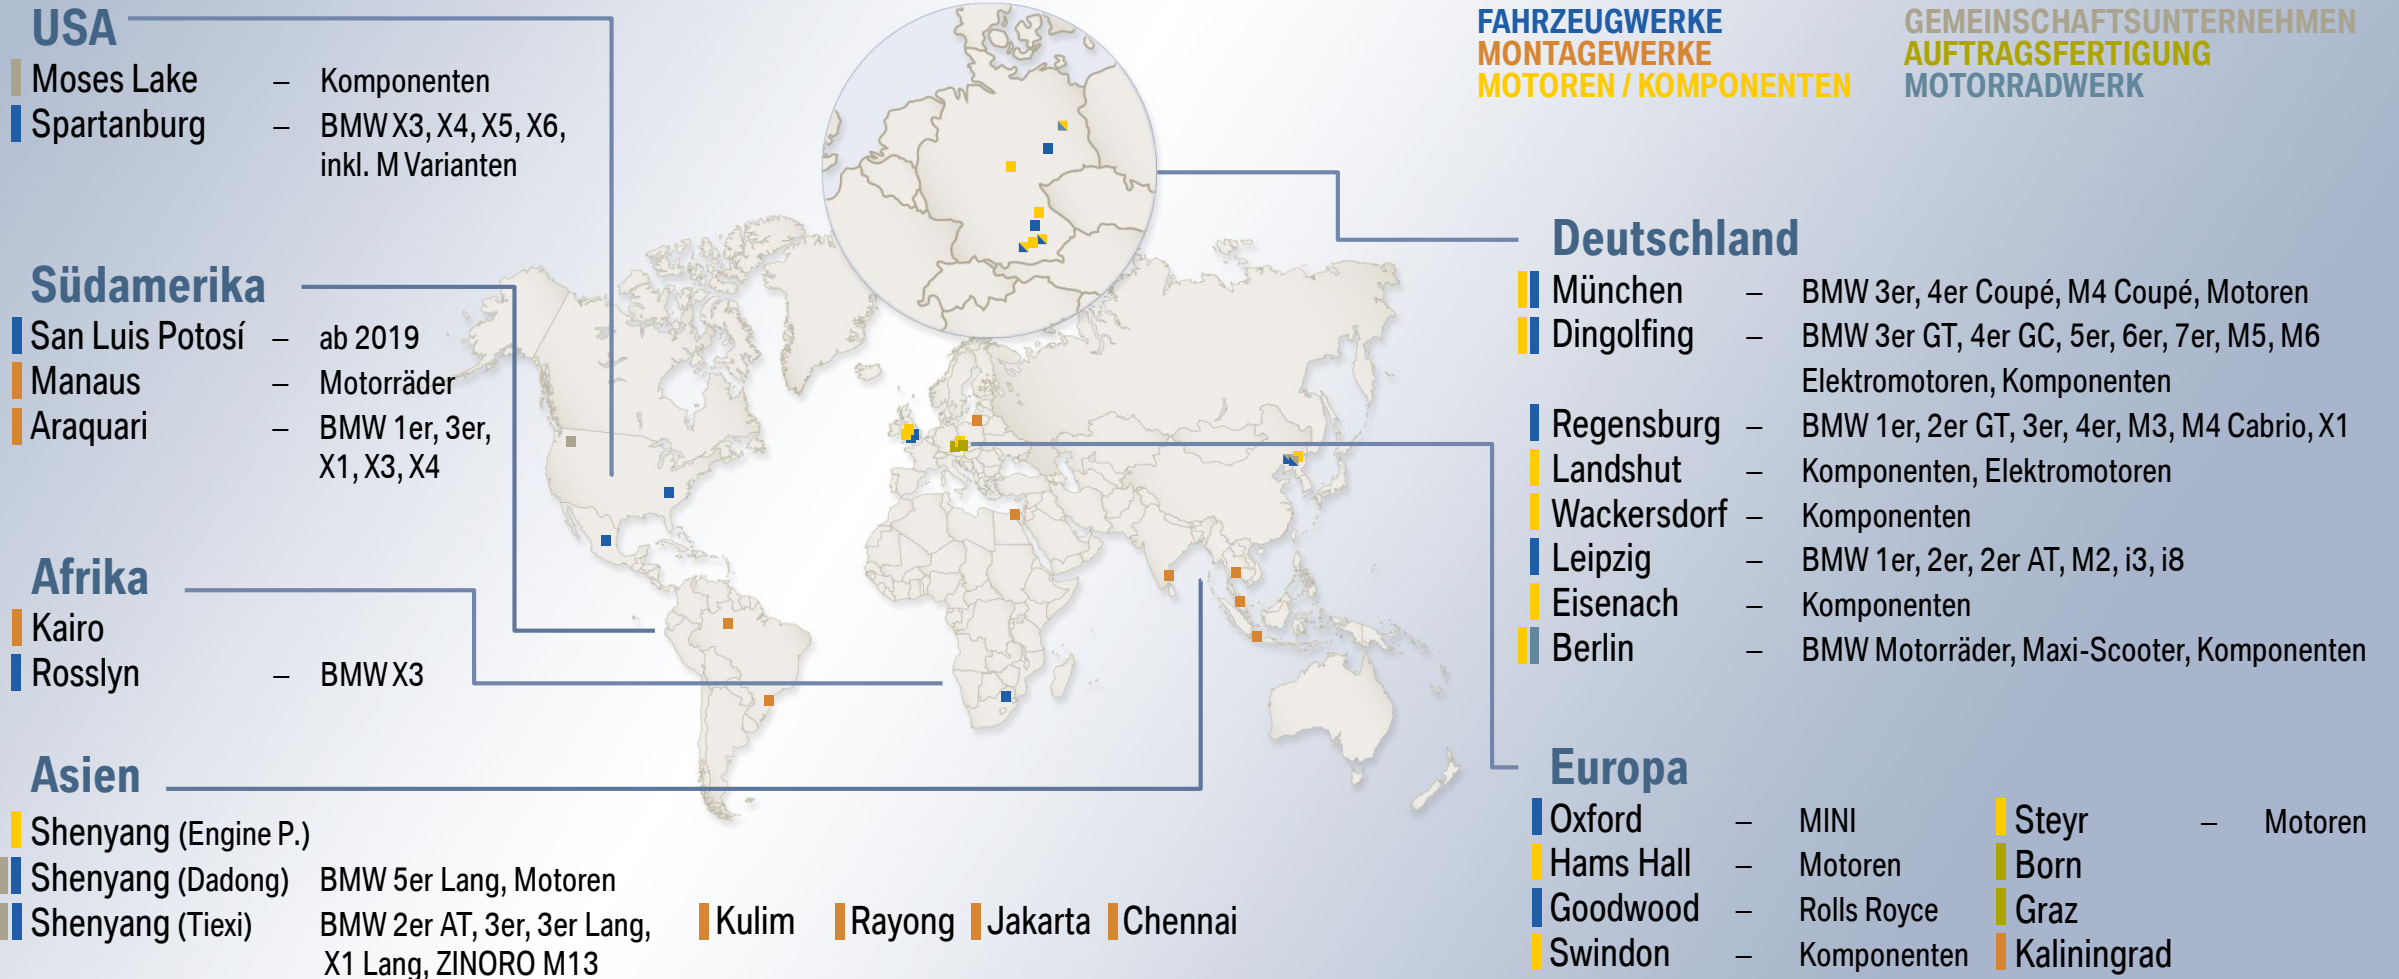 USA
Moses Lake – Komponenten
Spartanburg – BMW X3, X4, X5, X6,
inkl. M Varianten
Südamerika
San Luis Potosí – ab 2019
Manaus – Motorräder
Araquari – BMW 1er, 3er,
X1, X3, X4
Afrika
Kairo
Rosslyn – BMW X3
Asien
Shenyang (Engine P.)
Shenyang (Dadong) BMW 5er Lang, Motoren
Shenyang (Tiexi) BMW 2er AT, 3er, 3er Lang,
X1 Lang, ZINORO M13
Kulim Rayong Jakarta Chennai
FAHRZEUGWERKE
MONTAGEWERKE
MOTOREN / KOMPONENTEN
GEMEINSCHAFTSUNTERNEHMEN
AUFTRAGSFERTIGUNG
MOTORRADWERK
Deutschland
München – BMW 3er, 4er Coupé, M4 Coupé, Motoren
Dingolfing – BMW 3er GT, 4er GC, 5er, 6er, 7er, M5, M6
Elektromotoren, Komponenten
Regensburg – BMW 1er, 2er GT, 3er, 4er, M3, M4 Cabrio, X1
Landshut – Komponenten, Elektromotoren
Wackersdorf – Komponenten
Leipzig – BMW 1er, 2er, 2er AT, M2, i3, i8
Eisenach – Komponenten
Berlin – BMW Motorräder, Maxi-Scooter, Komponenten
Europa
Oxford – MINI
Hams Hall – Motoren
Goodwood – Rolls Royce
Swindon – Komponenten
Steyr – Motoren
Born
Graz
Kaliningrad